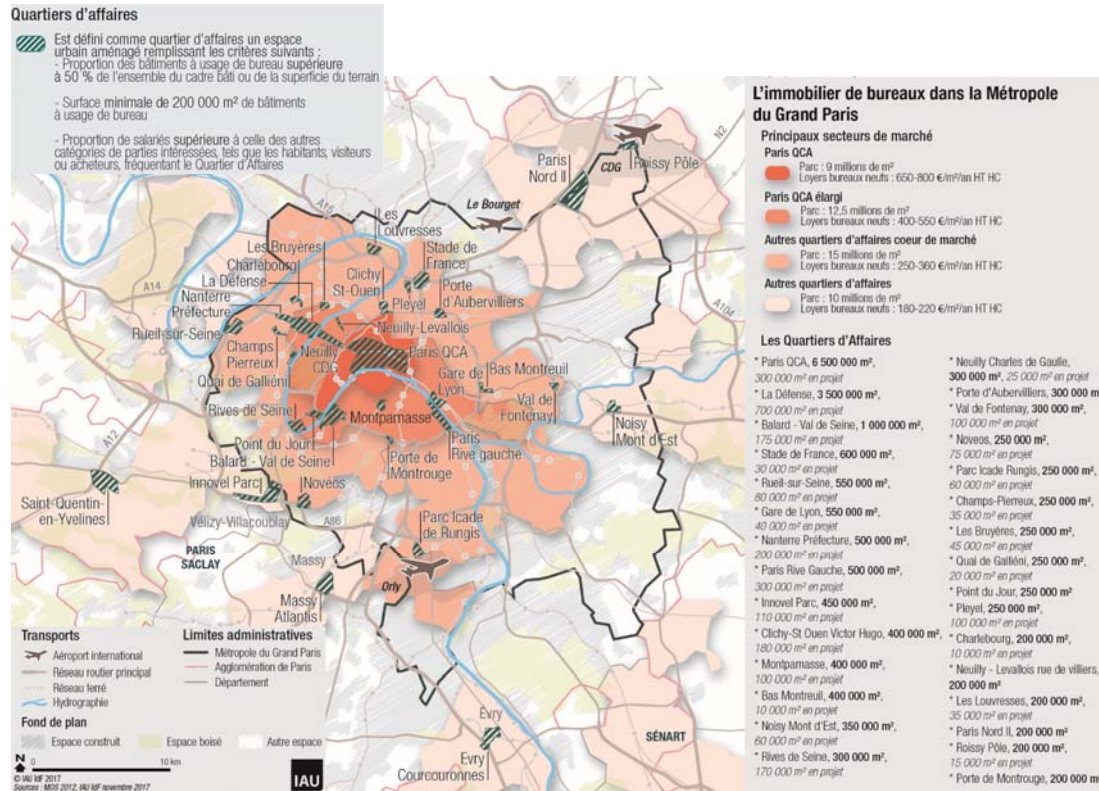 Quartiers d'affaires
Est défini comme quartier d'affaires un espace
urbain aménagé remplissant les critères suivants :
- Proportion des bâtiments à usage de bureau supérieure
à 50 % de l'ensemble du cadre bâti ou de la superficie du terrain
- Surface minimale de 200 000 m² de bâtiments
à usage de bureau
- Proportion de salariés supérieure à celle des autres
catégories de parties intéressées, tels que les habitants, visiteurs
ou acheteurs, fréquentant le Quartier d'Affaires
N2
Paris
Nord II
CDG
Roissy Pôle
Le Bourget
A15
Les
Louvresses
Les Bruyères
Charlebourg
La Défense
Nanterre
Préfecture
Rueil-sur-Seine
A14
Clichy
St-Ouen
Stade de
France
Pleyel
Porte
d'Aubervilliers
A104
Neuilly-Levallois
Champs
Pierreux
Neuilly
CDG
Paris QCA
Quai de Galliéni
Gare de
Lyon
Bas Montreuil
Rives de Seine
Montparnasse
Val de
Fontenay
Noisy
Mont d'Est
A12
Point du Jour
Balard - Val de Seine
Porte de
Montrouge
Paris
Rive gauche
Innovel Parc
Noveos
Saint-Quentin-
en-Yvelines
Vélizy-Villacoublay
A86
Parc Icade
de Rungis
PARIS
SACLAY
Massy
Massy
Atlantis
Orly
Évry
Evry
Courcouronnes
SÉNART
Transports
Aéroport international
Réseau routier principal
Réseau ferré
Hydrographie
Limites administratives
Métropole du Grand Paris
Agglomération de Paris
Département
Fond de plan
Espace construit
Espace boisé
Autre espace
N
0
10 km
© IAU IdF 2017
Sources : MOS 2012, IAU IdF novembre 2017
IAU
L'immobilier de bureaux dans la Métropole
du Grand Paris
Principaux secteurs de marché
Paris QCA
Parc : 9 millions de m²
Loyers bureaux neufs : 650-800 €/m²/an HT HC
Paris QCA élargi
Parc : 12,5 millions de m²
Loyers bureaux neufs : 400-550 €/m²/an HT HC
Autres quartiers d'affaires coeur de marché
Parc : 15 millions de m²
Loyers bureaux neufs : 250-360 €/m²/an HT HC
Autres quartiers d'affaires
Parc : 10 millions de m²
Loyers bureaux neufs : 180-220 €/m²/an HT HC
Les Quartiers d'Affaires
* Paris QCA, 6 500 000 m²,
300 000 m² en projet
* La Défense, 3 500 000 m²,
700 000 m² en projet
* Balard - Val de Seine, 1 000 000 m²,
175 000 m² en projet
* Stade de France, 600 000 m²,
30 000 m² en projet
* Rueil-sur-Seine, 550 000 m²,
80 000 m² en projet
* Gare de Lyon, 550 000 m²,
40 000 m² en projet
* Nanterre Préfecture, 500 000 m²,
200 000 m² en projet
* Paris Rive Gauche, 500 000 m²,
300 000 m² en projet
* Innovel Parc, 450 000 m²,
110 000 m² en projet
* Clichy-St Ouen Victor Hugo, 400 000 m²,
180 000 m² en projet
* Montparnasse, 400 000 m²,
100 000 m² en projet
* Bas Montreuil, 400 000 m²,
10 000 m² en projet
* Noisy Mont d'Est, 350 000 m²,
60 000 m² en projet
* Rives de Seine, 300 000 m²,
170 000 m² en projet
* Neuilly Charles de Gaulle,
300 000 m², 25 000 m² en projet
* Porte d'Aubervilliers, 300 000 m
* Val de Fontenay, 300 000 m²,
100 000 m² en projet
* Noveos, 250 000 m²,
75 000 m² en projet
* Parc Icade Rungis, 250 000 m²,
60 000 m² en projet
* Champs-Pierreux, 250 000 m²,
35 000 m² en projet
* Les Bruyères, 250 000 m²,
45 000 m² en projet
* Quai de Galliéni, 250 000 m²,
20 000 m² en projet
* Point du Jour, 250 000 m²
* Pleyel, 250 000 m²,
100 000 m² en projet
* Charlebourg, 200 000 m²,
10 000 m² en projet
* Neuilly - Levallois rue de villiers,
200 000 m²
* Les Louvresses, 200 000 m²,
35 000 m² en projet
* Paris Nord II, 200 000 m²,
* Roissy Pôle, 200 000 m²,
15 000 m² en projet
* Porte de Montrouge, 200 000 m